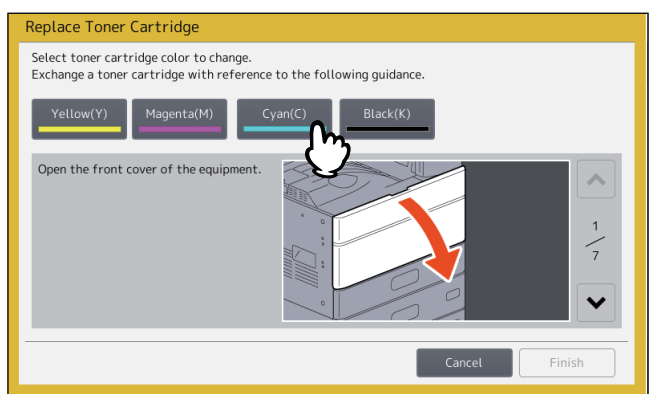 Replace Toner Cartridge
Select toner cartridge color to change.
Exchange a toner cartridge with reference to the following guidance.
Yellow(Y)
Magenta(M)
Cyan(C)
Black(K)
Open the front cover of the equipment.
1
7
Cancel
Finish